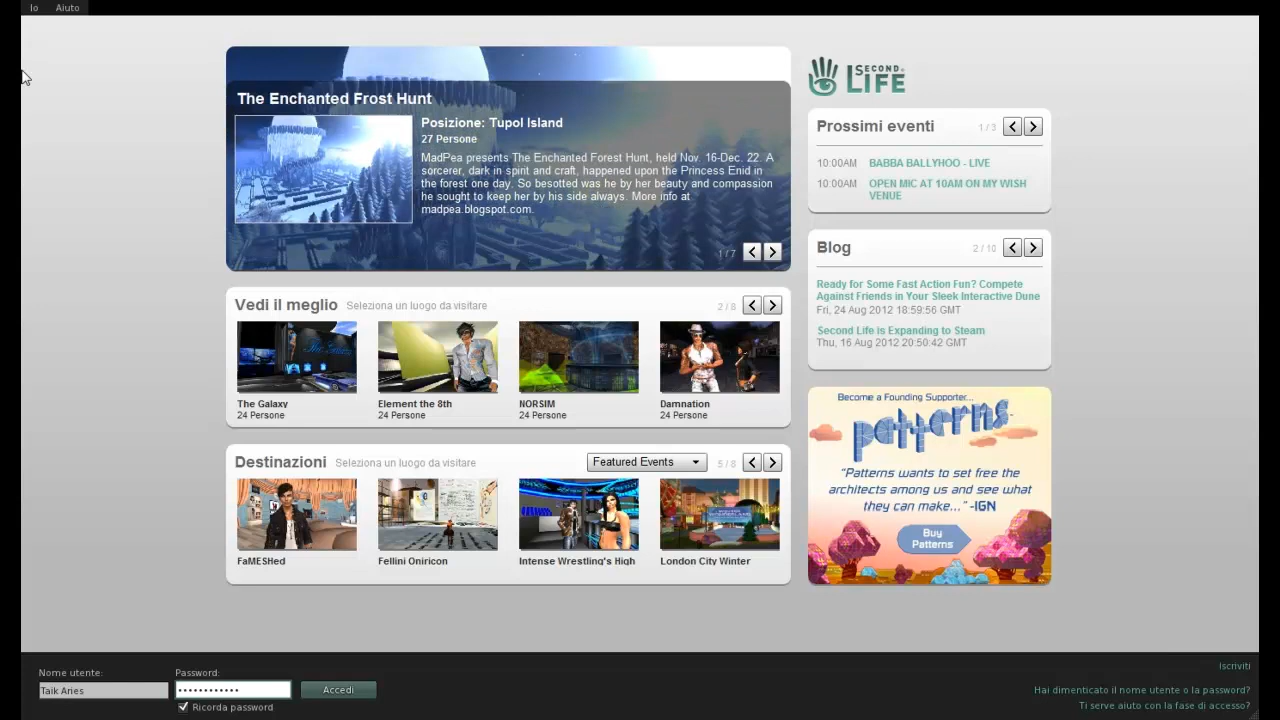 Io Aiuto
The Enchanted Frost Hunt
Posizione: Tupol Island
27 Persone
MadPea presents The Enchanted Forest Hunt, held Nov. 16-Dec. 22. A
sorcerer, dark in spirit and craft, happened upon the Princess Enid in
the forest one day. So besotted was he by her beauty and compassion
he sought to keep her by his side always. More info at
madpea.blogspot.com.
1 / 7
SECOND
LIFE
Prossimi eventi 1 / 3
10:00AM BABBA BALLYHOO - LIVE
10:00AM OPEN MIC AT 10AM ON MY WISH
VENUE
Blog 2 / 10
Ready for Some Fast Action Fun? Compete
Against Friends in Your Sleek Interactive Dune
Fri, 24 Aug 2012 18:59:56 GMT
Second Life is Expanding to Steam
Thu, 16 Aug 2012 20:50:42 GMT
Vedi il meglio Seleziona un luogo da visitare 2 / 8
The Galaxy Element the 8th NORSIM Damnation
24 Persone 24 Persone 24 Persone 24 Persone
Destinazioni Seleziona un luogo da visitare Featured Events 5 / 8
FaMESHed Fellini Oniricon Intense Wrestling's High London City Winter
Become a Founding Supporter...
patterns
"Patterns wants to set free the
architects among us and see what
they can make..." -IGN
Buy
Patterns
Nome utente: Password:
Taik Aries •••••••••••• Accedi
Ricorda password
Iscriviti
Hai dimenticato il nome utente o la password?
Ti serve aiuto con la fase di accesso?